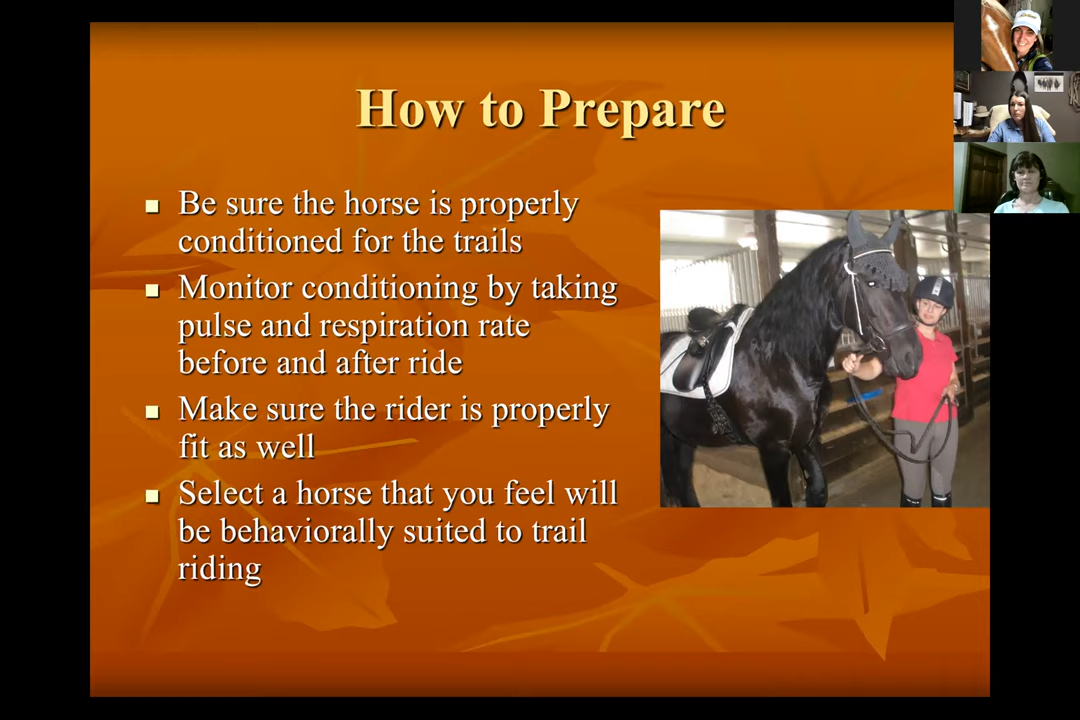 How to Prepare
Be sure the horse is properly
conditioned for the trails
Monitor conditioning by taking
pulse and respiration rate
before and after ride
Make sure the rider is properly
fit as well
Select a horse that you feel will
be behaviorally suited to trail
riding